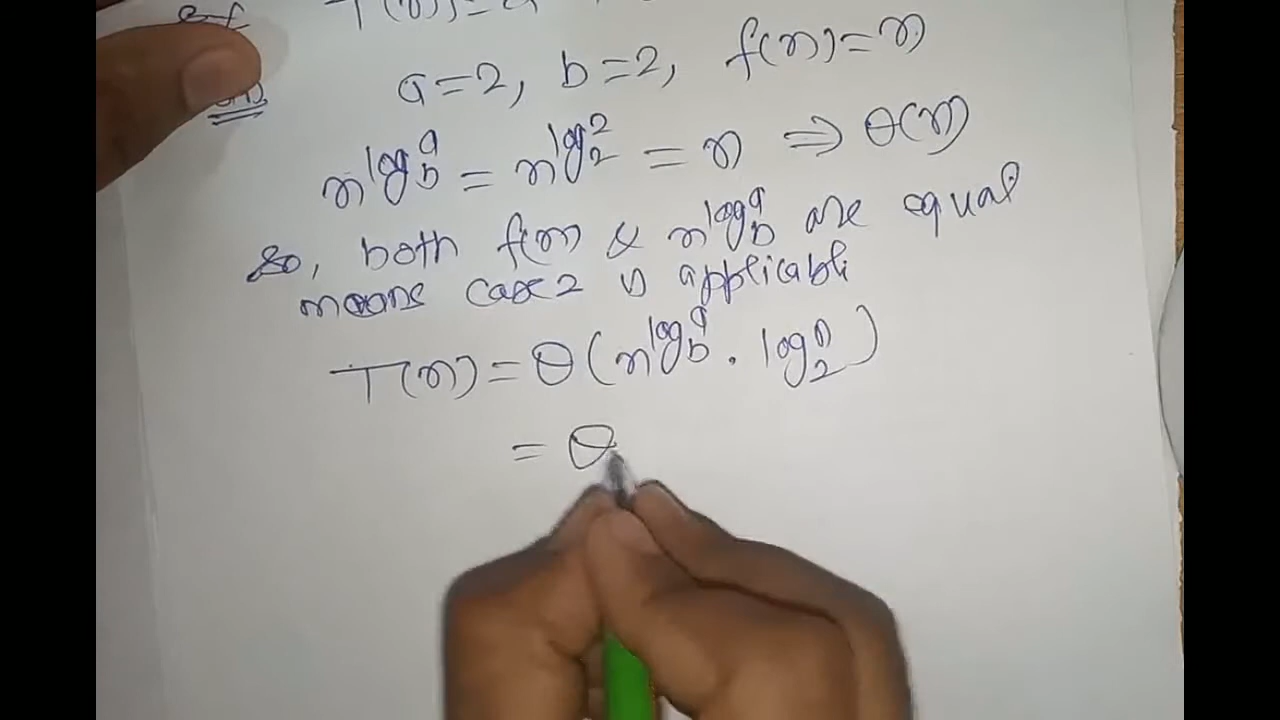 T(n)=a
a=2, b=2, f(n)=n
n^log_b^a = n^log_2^2 = n ⇒ θ(n)
So, both f(n) & n^log_b^a are equal
means case 2 is applicable
T(n)=θ(n^log_b^a . log_2^n)
= θ